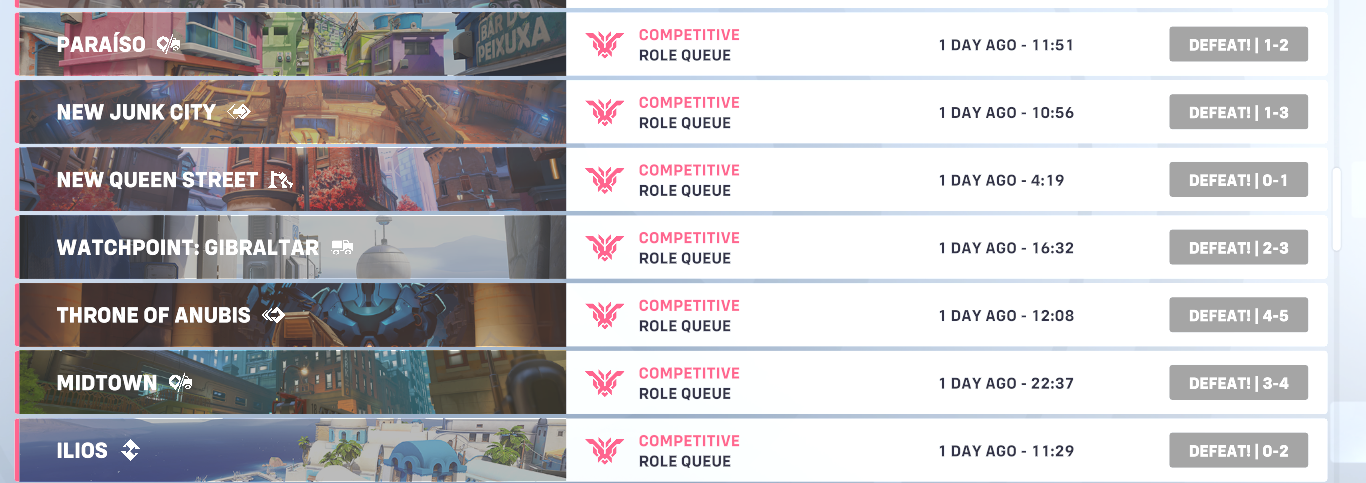 BAR DO
PEIXUXA
PARAÍSO
COMPETITIVE
ROLE QUEUE
1 DAY AGO - 11:51
DEFEAT! | 1-2
NEW JUNK CITY
COMPETITIVE
ROLE QUEUE
1 DAY AGO - 10:56
DEFEAT! | 1-3
NEW QUEEN STREET
COMPETITIVE
ROLE QUEUE
1 DAY AGO - 4:19
DEFEAT! | 0-1
WATCHPOINT: GIBRALTAR
COMPETITIVE
ROLE QUEUE
1 DAY AGO - 16:32
DEFEAT! | 2-3
THRONE OF ANUBIS
COMPETITIVE
ROLE QUEUE
1 DAY AGO - 12:08
DEFEAT! | 4-5
MIDTOWN
COMPETITIVE
ROLE QUEUE
1 DAY AGO - 22:37
DEFEAT! | 3-4
ILIOS
COMPETITIVE
ROLE QUEUE
1 DAY AGO - 11:29
DEFEAT! | 0-2